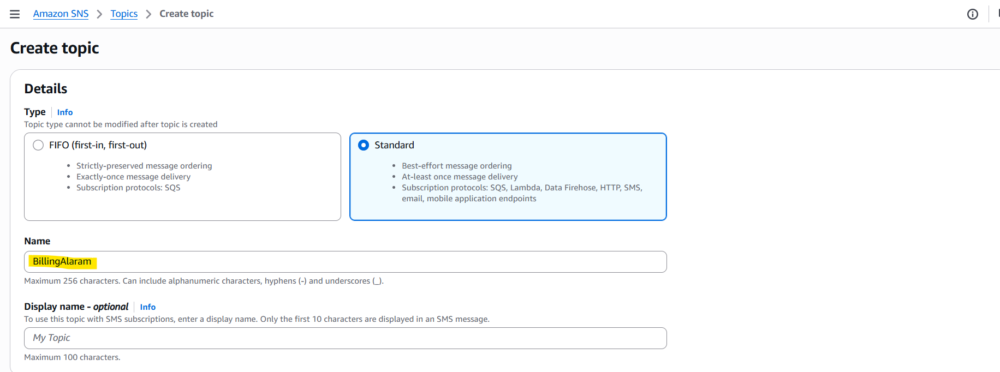 Amazon SNS > Topics > Create topic
Create topic
Details
Type Info
Topic type cannot be modified after topic is created
FIFO (first-in, first-out)
• Strictly-preserved message ordering
• Exactly-once message delivery
• Subscription protocols: SQS
Standard
• Best-effort message ordering
• At-least once message delivery
• Subscription protocols: SQS, Lambda, Data Firehose, HTTP, SMS,
email, mobile application endpoints
Name
BillingAlaram
Maximum 256 characters. Can include alphanumeric characters, hyphens (-) and underscores (_).
Display name - optional Info
To use this topic with SMS subscriptions, enter a display name. Only the first 10 characters are displayed in an SMS message.
My Topic
Maximum 100 characters.